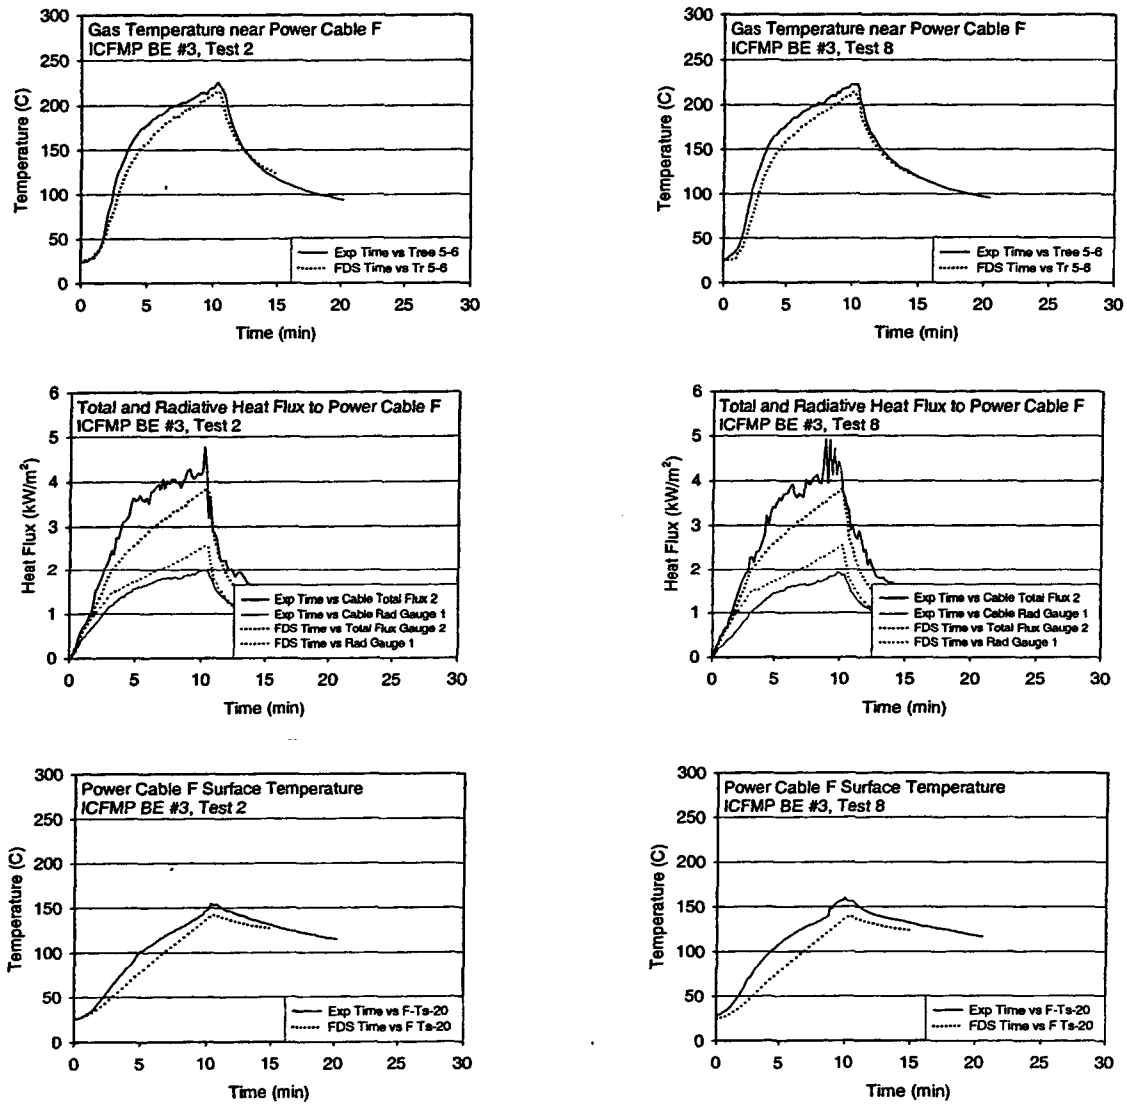 Gas Temperature near Power Cable F
ICFMP BE #3, Test 2
Temperature (C)
300
250
200
150
100
50
0
Exp Time vs Tree 5-6
FDS Time vs Tr 5-6
0 5 10 15 20 25 30
Time (min)
Gas Temperature near Power Cable F
ICFMP BE #3, Test 8
Temperature (C)
300
250
200
150
100
50
0
Exp Time vs Tree 5-6
FDS Time vs Tr 5-6
0 5 10 15 20 25 30
Time (min)
Total and Radiative Heat Flux to Power Cable F
ICFMP BE #3, Test 2
Heat Flux (kW/m²)
6
5
4
3
2
1
0
Exp Time vs Cable Total Flux 2
Exp Time vs Cable Rad Gauge 1
FDS Time vs Total Flux Gauge 2
FDS Time vs Rad Gauge 1
0 5 10 15 20 25 30
Time (min)
Total and Radiative Heat Flux to Power Cable F
ICFMP BE #3, Test 8
Heat Flux (kW/m²)
6
5
4
3
2
1
0
Exp Time vs Cable Total Flux 2
Exp Time vs Cable Rad Gauge 1
FDS Time vs Total Flux Gauge 2
FDS Time vs Rad Gauge 1
0 5 10 15 20 25 30
Time (min)
Power Cable F Surface Temperature
ICFMP BE #3, Test 2
Temperature (C)
300
250
200
150
100
50
0
Exp Time vs F-Ts-20
FDS Time vs F Ts-20
0 5 10 15 20 25 30
Time (min)
Power Cable F Surface Temperature
ICFMP BE #3, Test 8
Temperature (C)
300
250
200
150
100
50
0
Exp Time vs F-Ts-20
FDS Time vs F Ts-20
0 5 10 15 20 25 30
Time (min)